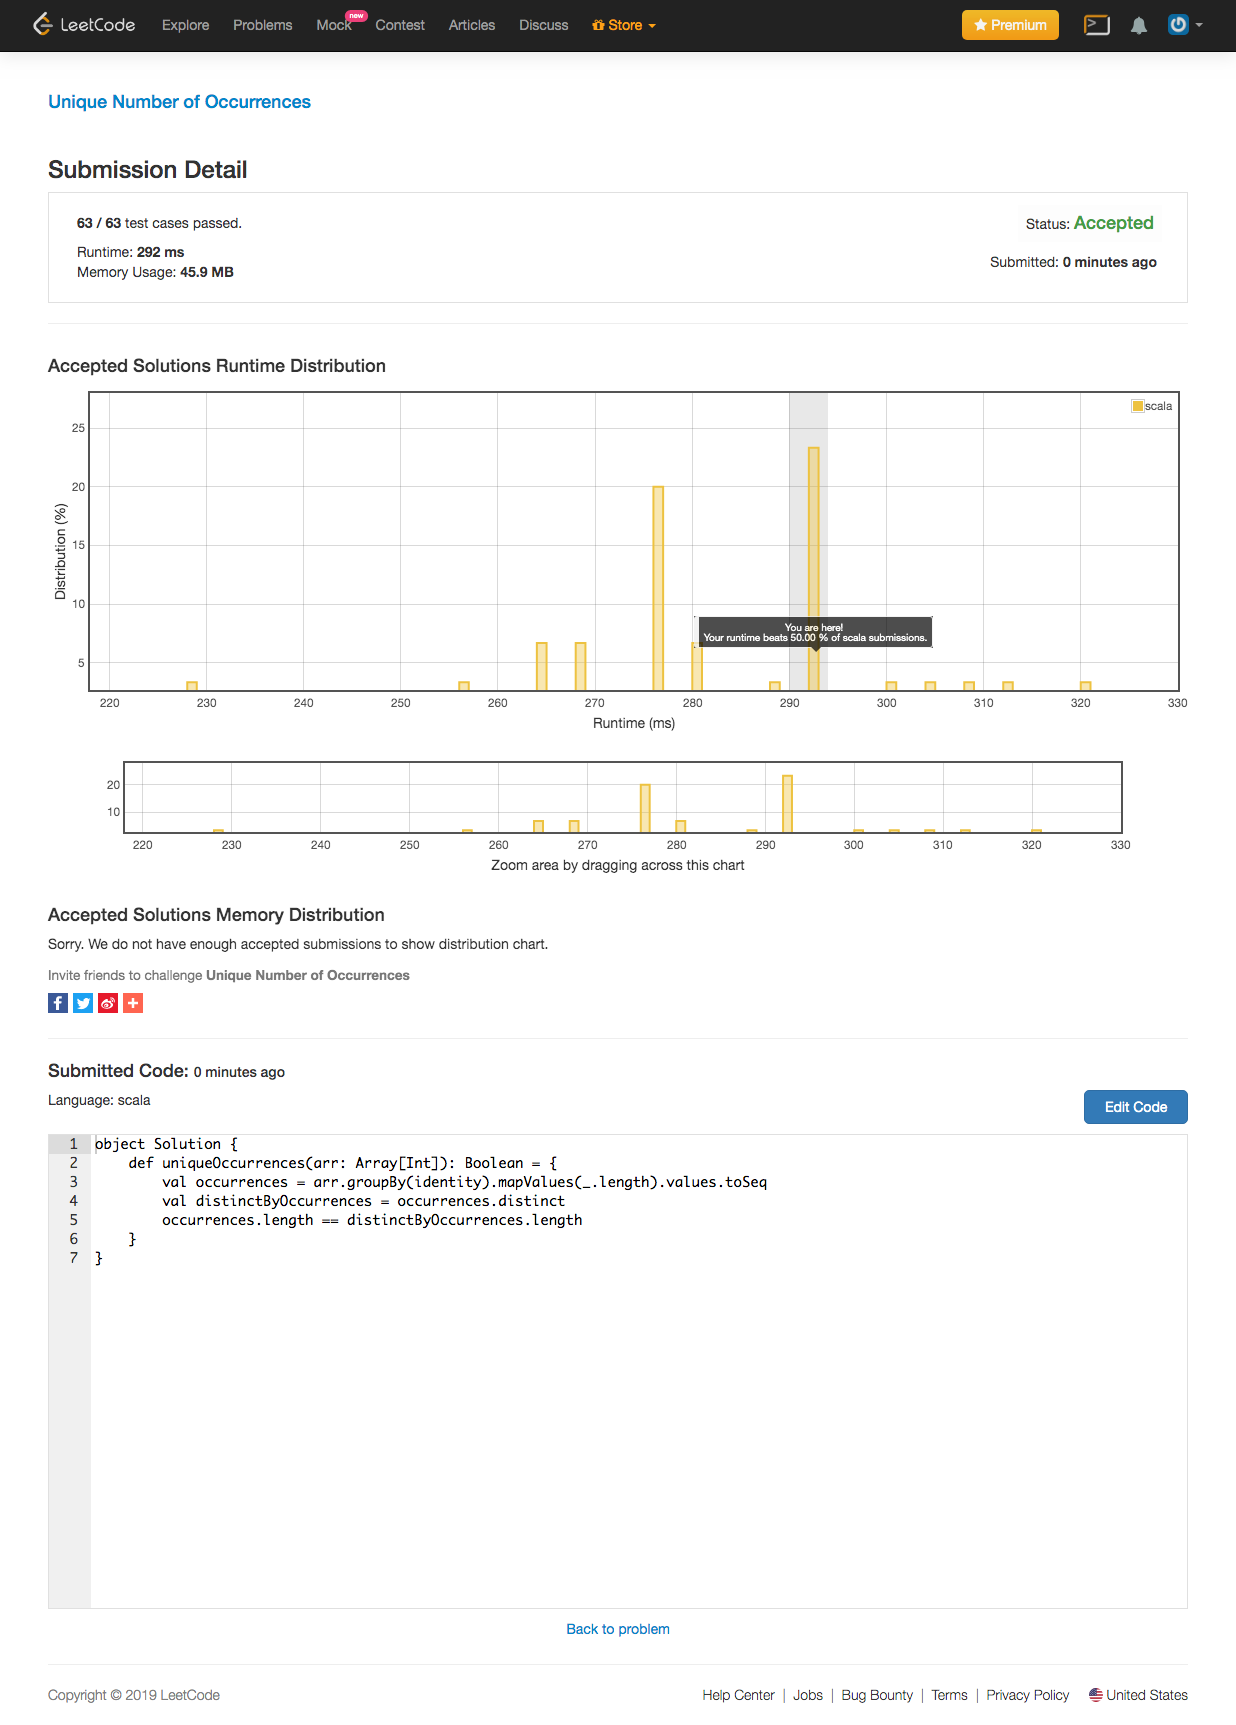 LeetCode Explore Problems Mock new Contest Articles Discuss Store Premium
Unique Number of Occurrences
Submission Detail
63 / 63 test cases passed.
Status: Accepted
Runtime: 292 ms
Submitted: 0 minutes ago
Memory Usage: 45.9 MB
Accepted Solutions Runtime Distribution
scala
25
20
15
10
5
Distribution (%)
You are here!
Your runtime beats 50.00 % of scala submissions.
220 230 240 250 260 270 280 290 300 310 320 330
Runtime (ms)
20
10
220 230 240 250 260 270 280 290 300 310 320 330
Zoom area by dragging across this chart
Accepted Solutions Memory Distribution
Sorry. We do not have enough accepted submissions to show distribution chart.
Invite friends to challenge Unique Number of Occurrences
Submitted Code: 0 minutes ago
Language: scala
Edit Code
1 object Solution {
2     def uniqueOccurrences(arr: Array[Int]): Boolean = {
3         val occurrences = arr.groupBy(identity).mapValues(_.length).values.toSeq
4         val distinctByOccurrences = occurrences.distinct
5         occurrences.length == distinctByOccurrences.length
6     }
7 }
Back to problem
Copyright © 2019 LeetCode
Help Center | Jobs | Bug Bounty | Terms | Privacy Policy United States